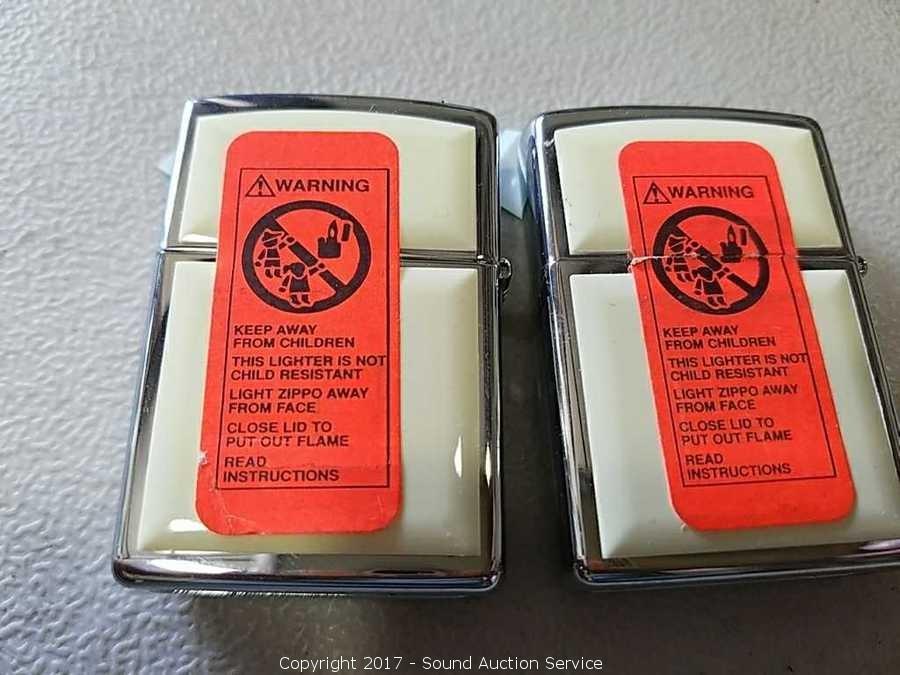 WARNING
KEEP AWAY
FROM CHILDREN
THIS LIGHTER IS NOT
CHILD RESISTANT
LIGHT ZIPPO AWAY
FROM FACE
CLOSE LID TO
PUT OUT FLAME
READ
INSTRUCTIONS
WARNING
KEEP AWAY
FROM CHILDREN
THIS LIGHTER IS NOT
CHILD RESISTANT
LIGHT ZIPPO AWAY
FROM FACE
CLOSE LID TO
PUT OUT FLAME
READ
INSTRUCTIONS
Copyright 2017 - Sound Auction Service